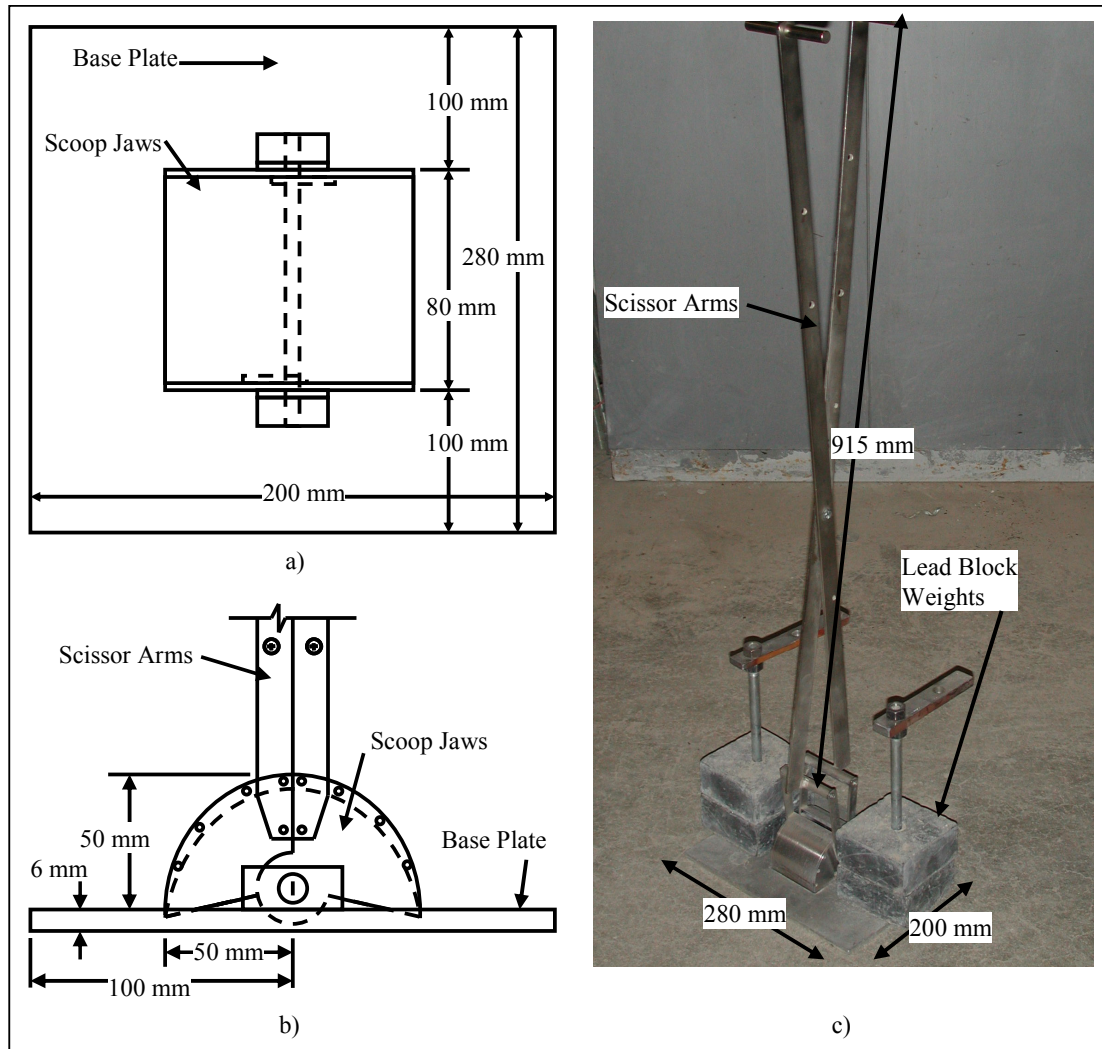 Base Plate
100 mm
Scoop Jaws
280 mm
80 mm
100 mm
200 mm
a)
Scissor Arms
Scoop Jaws
50 mm
Base Plate
6 mm
50 mm
100 mm
b)
Scissor Arms
915 mm
Lead Block
Weights
280 mm
200 mm
c)